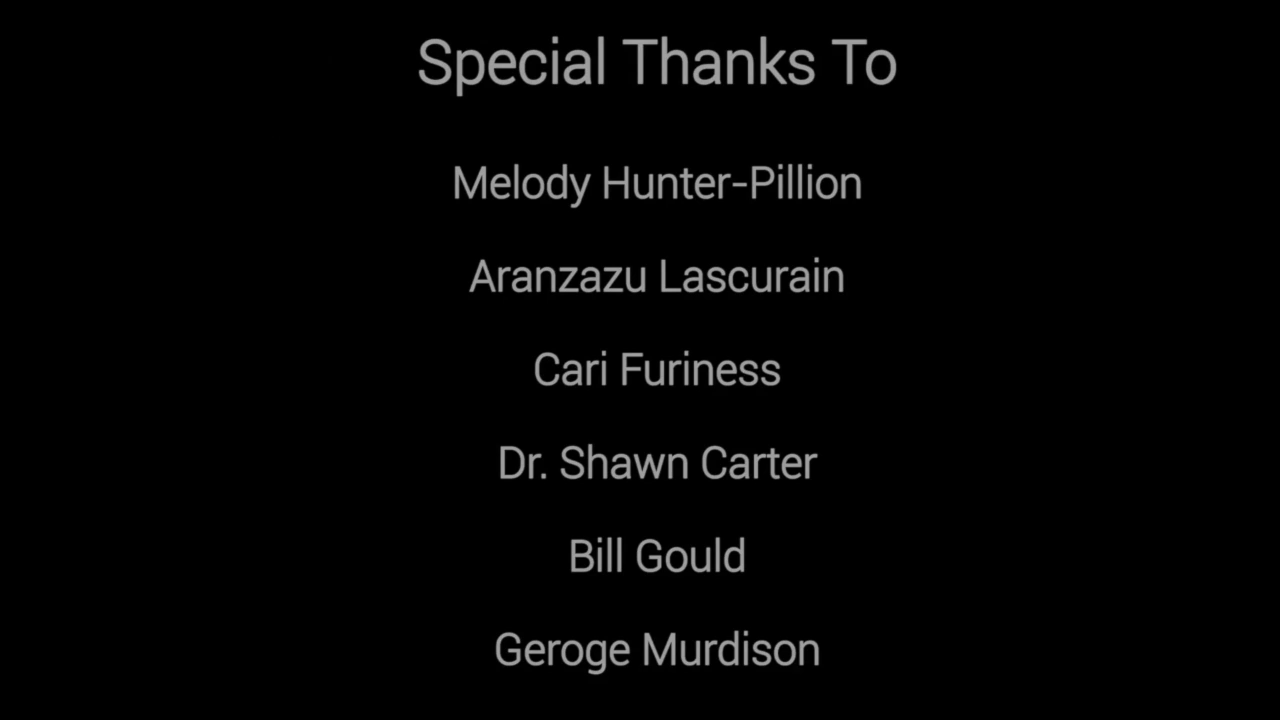 Special Thanks To
Melody Hunter-Pillion
Aranzazu Lascurain
Cari Furiness
Dr. Shawn Carter
Bill Gould
Geroge Murdison